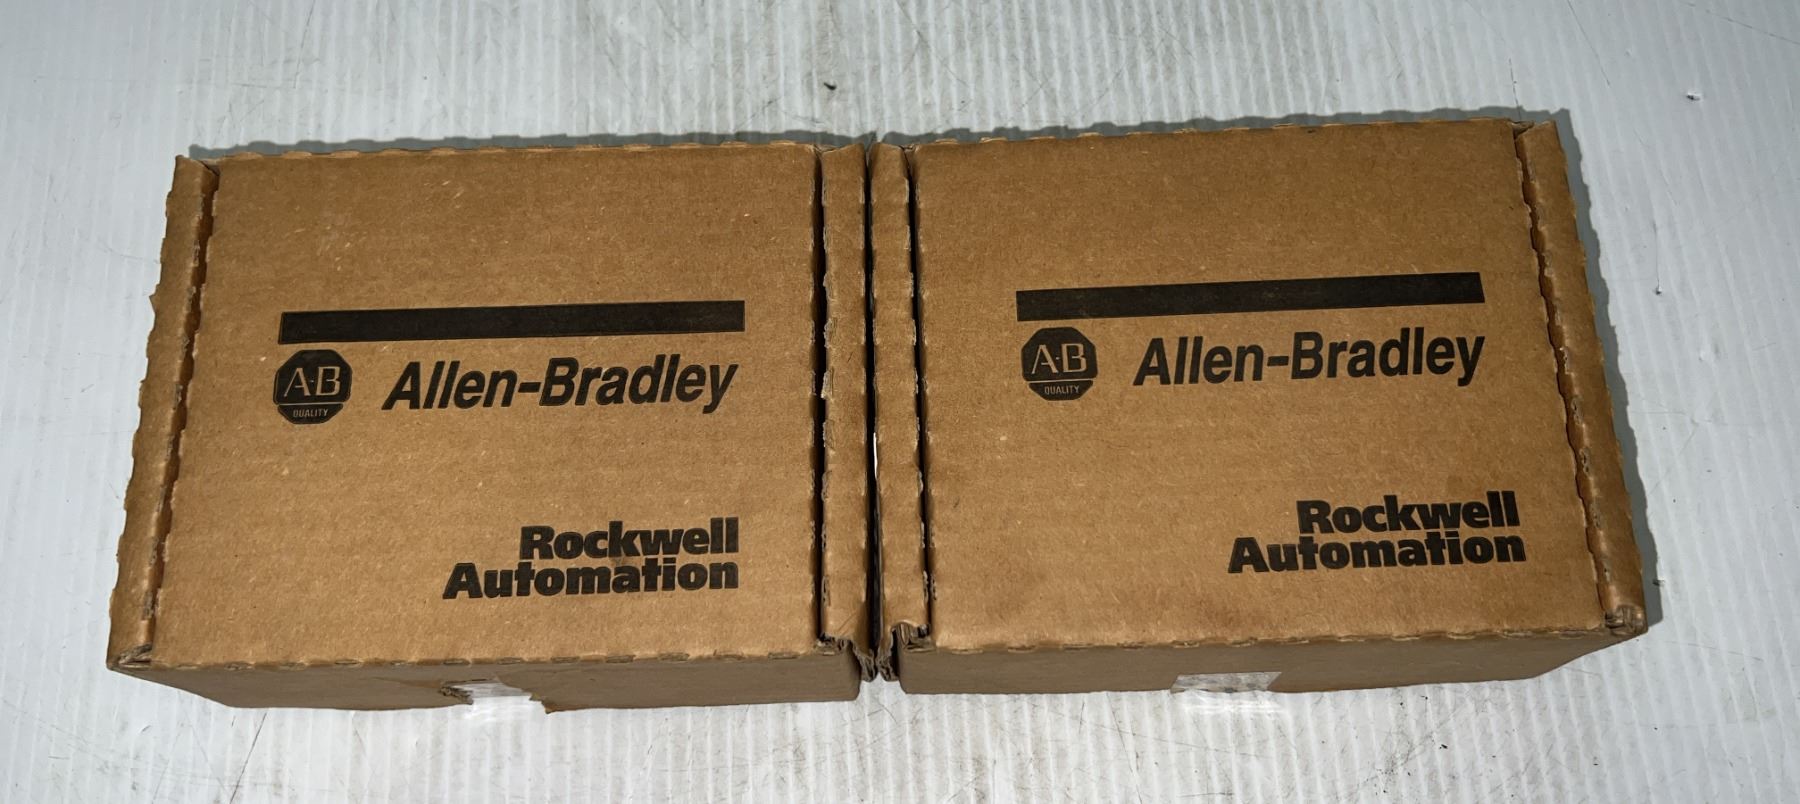 A-B
QUALITY
Allen-Bradley
Rockwell
Automation
A-B
QUALITY
Allen-Bradley
Rockwell
Automation